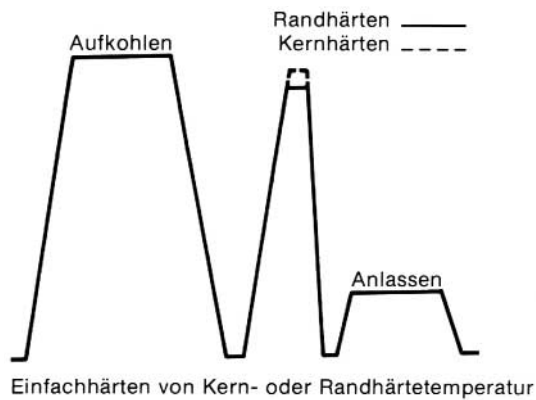 Randhärten
Aufkohlen
Kernhärten
Anlassen
Einfachhärten von Kern- oder Randhärtetemperatur